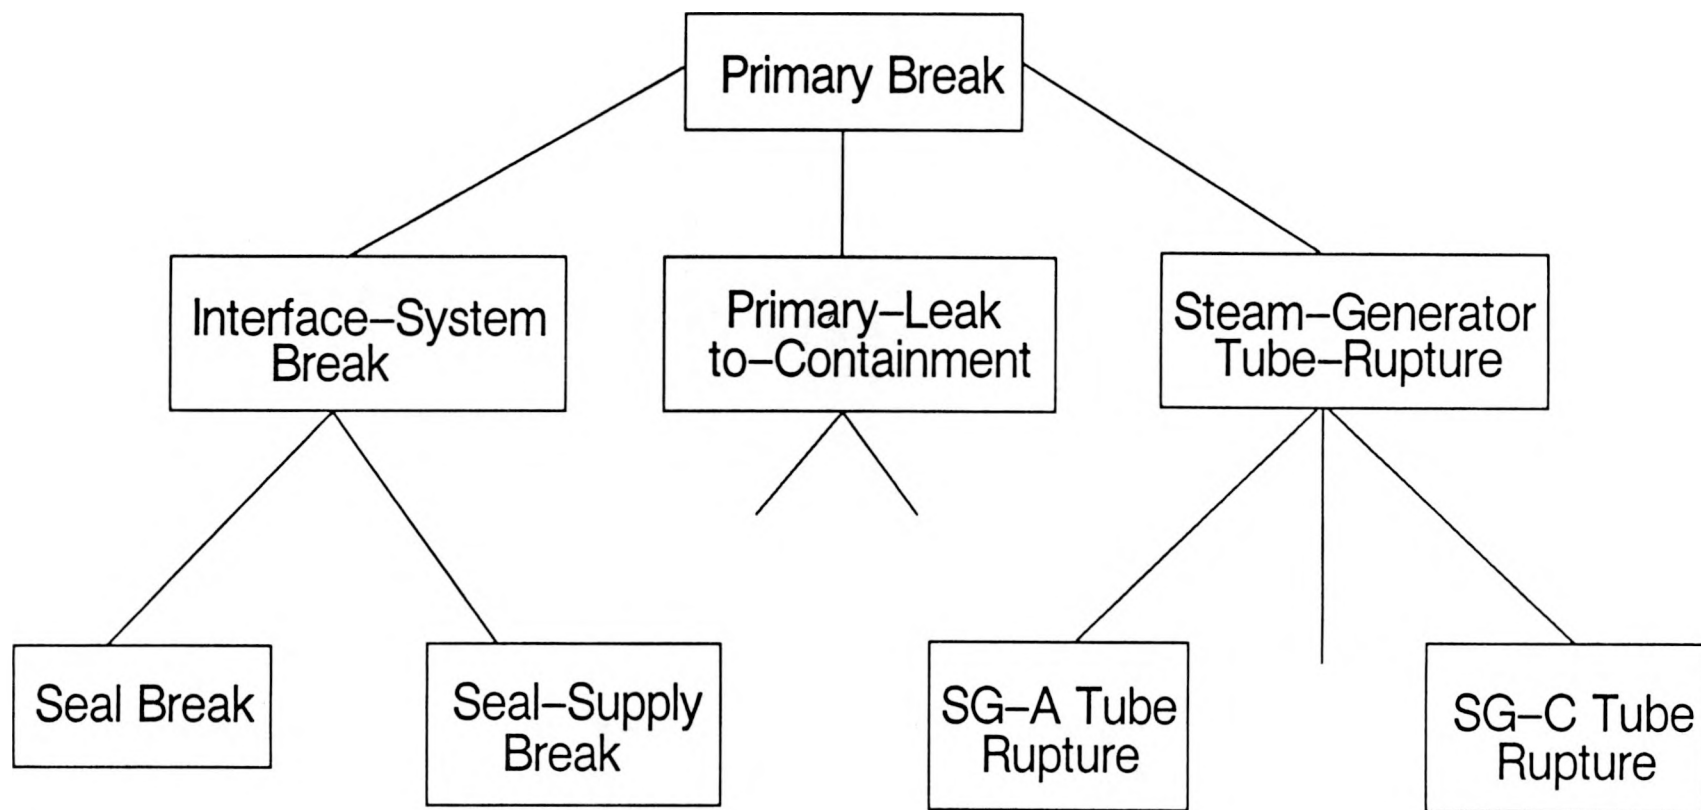 Primary Break
Interface–System
Break
Primary–Leak
to–Containment
Steam–Generator
Tube–Rupture
Seal Break
Seal–Supply
Break
SG–A Tube
Rupture
SG–C Tube
Rupture